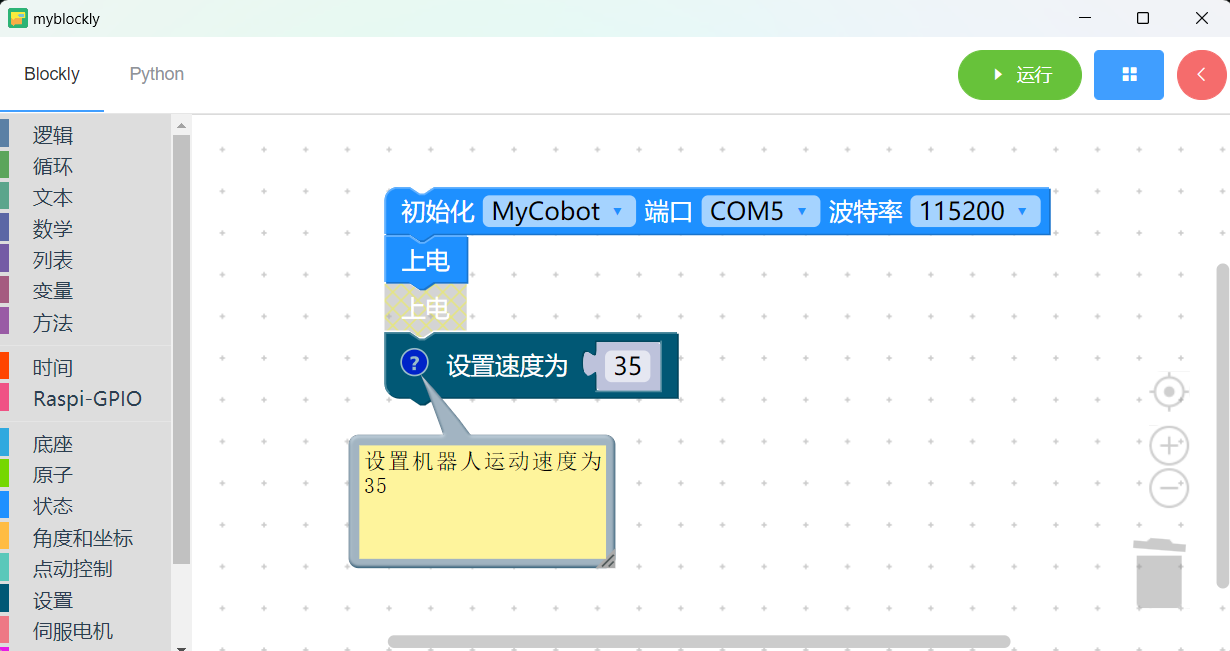 myblockly
Blockly Python
运行
逻辑
循环
文本
数学
列表
变量
方法
时间
Raspi-GPIO
底座
原子
状态
角度和坐标
点动控制
设置
伺服电机
初始化 MyCobot 端口 COM5 波特率 115200
上电
上电
? 设置速度为 35
设置机器人运动速度为
35